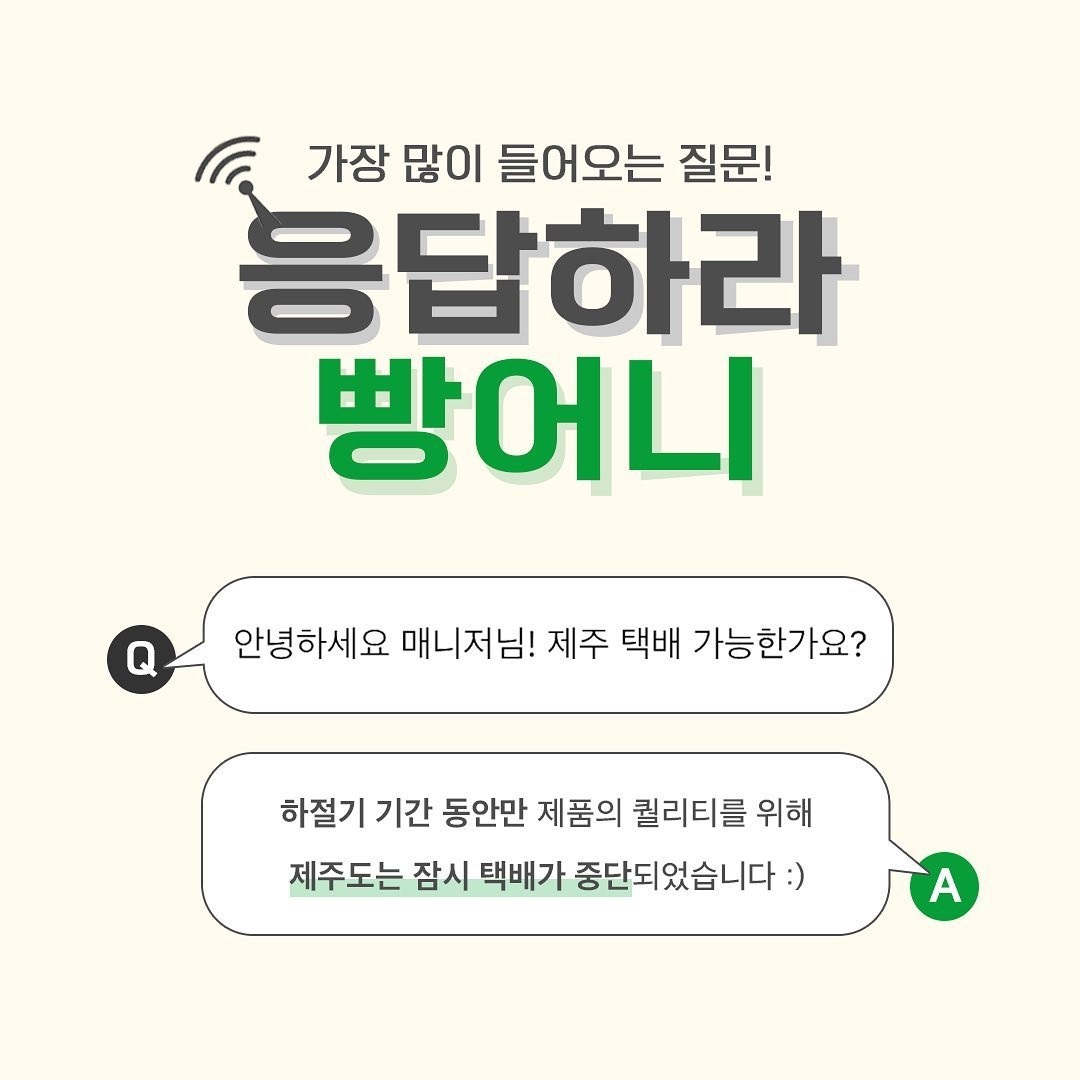 가장 많이 들어오는 질문!
응답하라
빵어니
Q
안녕하세요 매니저님! 제주 택배 가능한가요?
하절기 기간 동안만 제품의 퀄리티를 위해
제주도는 잠시 택배가 중단되었습니다 :)
A